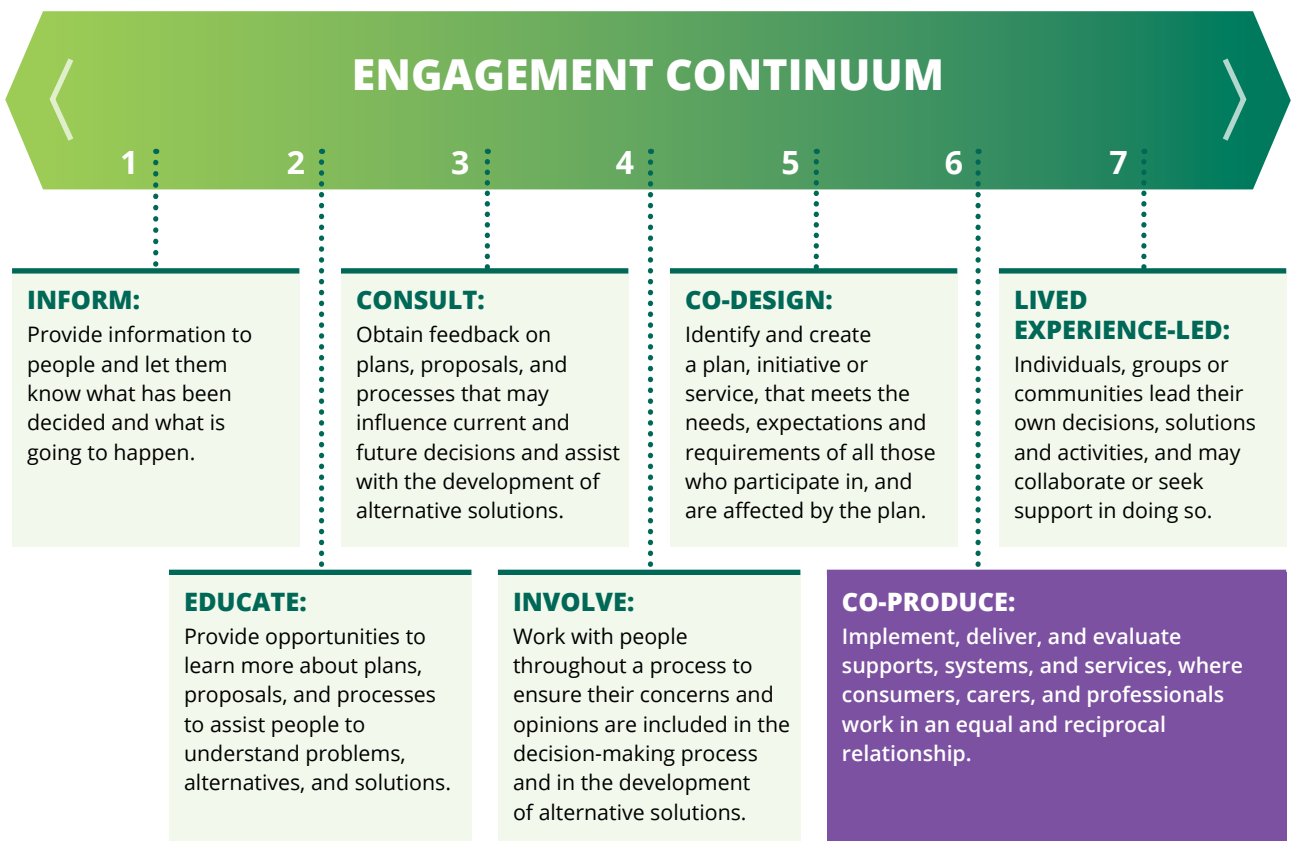 ENGAGEMENT CONTINUUM
1
2
3
4
5
6
7
INFORM:
Provide information to
people and let them
know what has been
decided and what is
going to happen.
EDUCATE:
Provide opportunities to
learn more about plans,
proposals, and processes
to assist people to
understand problems,
alternatives, and solutions.
CONSULT:
Obtain feedback on
plans, proposals, and
processes that may
influence current and
future decisions and assist
with the development of
alternative solutions.
INVOLVE:
Work with people
throughout a process to
ensure their concerns and
opinions are included in the
decision-making process
and in the development
of alternative solutions.
CO-DESIGN:
Identify and create
a plan, initiative or
service, that meets the
needs, expectations and
requirements of all those
who participate in, and
are affected by the plan.
CO-PRODUCE:
Implement, deliver, and evaluate
supports, systems, and services, where
consumers, carers, and professionals
work in an equal and reciprocal
relationship.
LIVED
EXPERIENCE-LED:
Individuals, groups or
communities lead their
own decisions, solutions
and activities, and may
collaborate or seek
support in doing so.